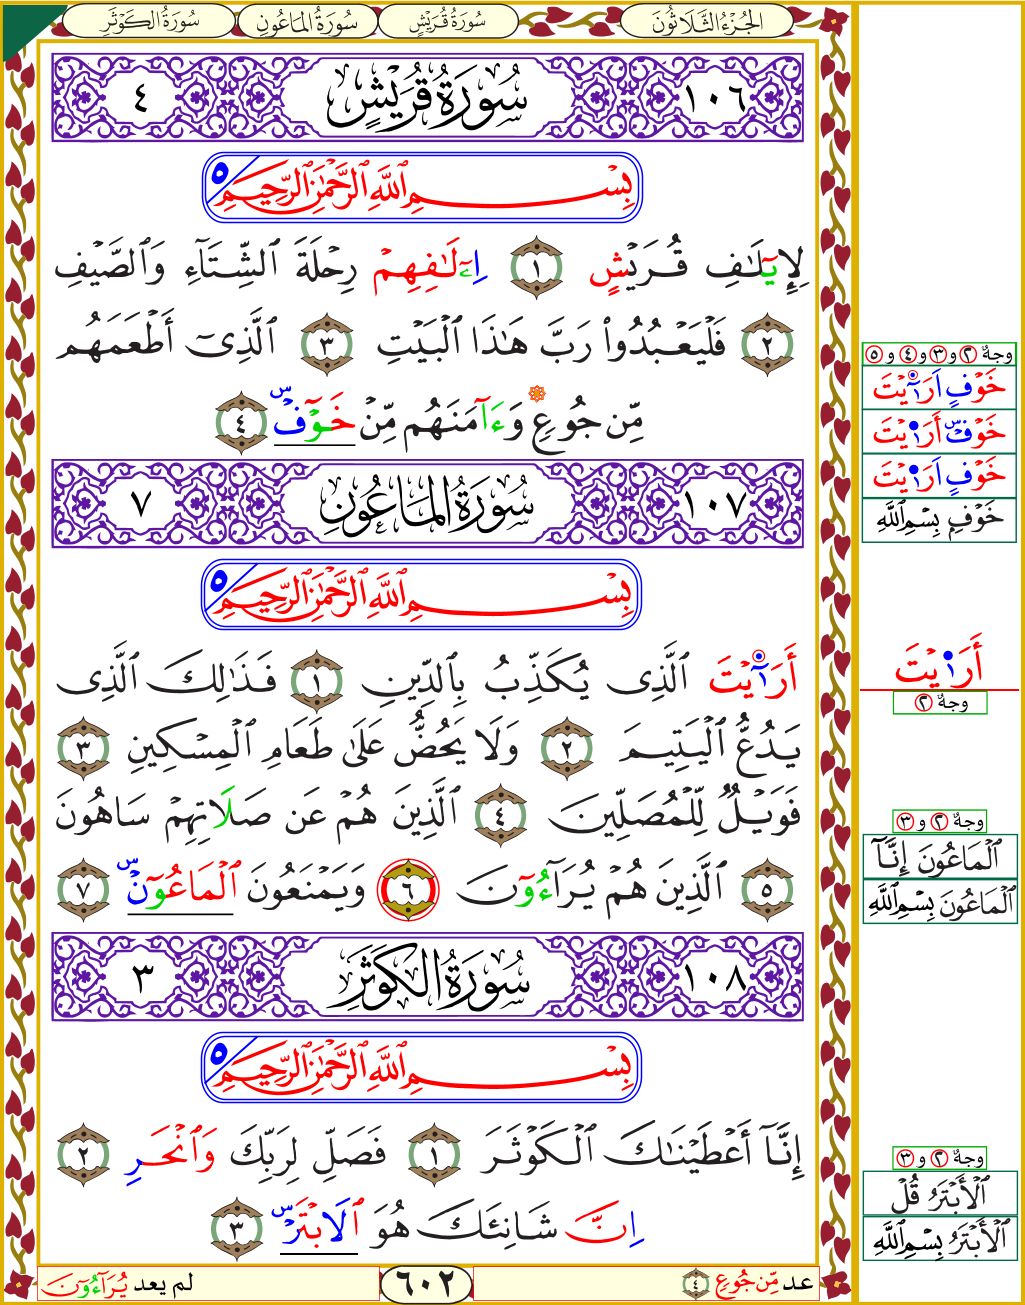 الجُزْءُ الثَّلَاثُونَ
سُورَةُ قُرَيْشٍ
سُورَةُ المَاعُونِ
سُورَةُ الكَوْثَرِ
١٠٦ سُورَةُ قُرَيْشٍ ٤
بِسْمِ ٱللَّهِ ٱلرَّحْمَٰنِ ٱلرَّحِيمِ ٥
لِإِيلَٰفِ قُرَيْشٍ ١ اِۦٓلَٰفِهِمْ رِحْلَةَ ٱلشِّتَآءِ وَٱلصَّيْفِ
٢ فَلْيَعْبُدُوا۟ رَبَّ هَٰذَا ٱلْبَيْتِ ٣ ٱلَّذِىٓ أَطْعَمَهُم
مِّن جُوعٍ وَءَآمَنَهُم مِّنْ خَوْفٍۢ س ٤
١٠٧ سُورَةُ المَاعُونِ ٧
بِسْمِ ٱللَّهِ ٱلرَّحْمَٰنِ ٱلرَّحِيمِ ٥
أَرَٰٓيْتَ ٱلَّذِى يُكَذِّبُ بِٱلدِّينِ ١ فَذَٰلِكَ ٱلَّذِى
يَدُعُّ ٱلْيَتِيمَ ٢ وَلَا يَحُضُّ عَلَىٰ طَعَامِ ٱلْمِسْكِينِ ٣
فَوَيْلٌ لِّلْمُصَلِّينَ ٤ ٱلَّذِينَ هُمْ عَن صَلَاتِهِمْ سَاهُونَ
٥ ٱلَّذِينَ هُمْ يُرَآءُونَ ٦ وَيَمْنَعُونَ ٱلْمَاعُونَ س ٧
١٠٨ سُورَةُ الكَوْثَرِ ٣
بِسْمِ ٱللَّهِ ٱلرَّحْمَٰنِ ٱلرَّحِيمِ ٥
إِنَّآ أَعْطَيْنَٰكَ ٱلْكَوْثَرَ ١ فَصَلِّ لِرَبِّكَ وَٱنْحَرِ ٢
اِنَّ شَانِئَكَ هُوَ ٱلَابْتَرُ س ٣
عد مِّن جُوعٍ ٤
٦٠٢
لم يعد يُرَآءُونَ
وجهٌ ٢ و ٣ و ٤ و ٥
خَوْفٍ اَرَٰٓيْتَ
خَوْفٍ س أَرَٰيْتَ
خَوْفٍ اَرَٰيْتَ
خَوْفٍ بِسْمِ ٱللَّهِ
أَرَٰيْتَ
وجهٌ ٢
وجهٌ ٢ و ٣
ٱلْمَاعُونَ إِنَّآ
ٱلْمَاعُونَ بِسْمِ ٱللَّهِ
وجهٌ ٢ و ٣
ٱلْأَبْتَرُ قُلْ
ٱلْأَبْتَرُ بِسْمِ ٱللَّهِ